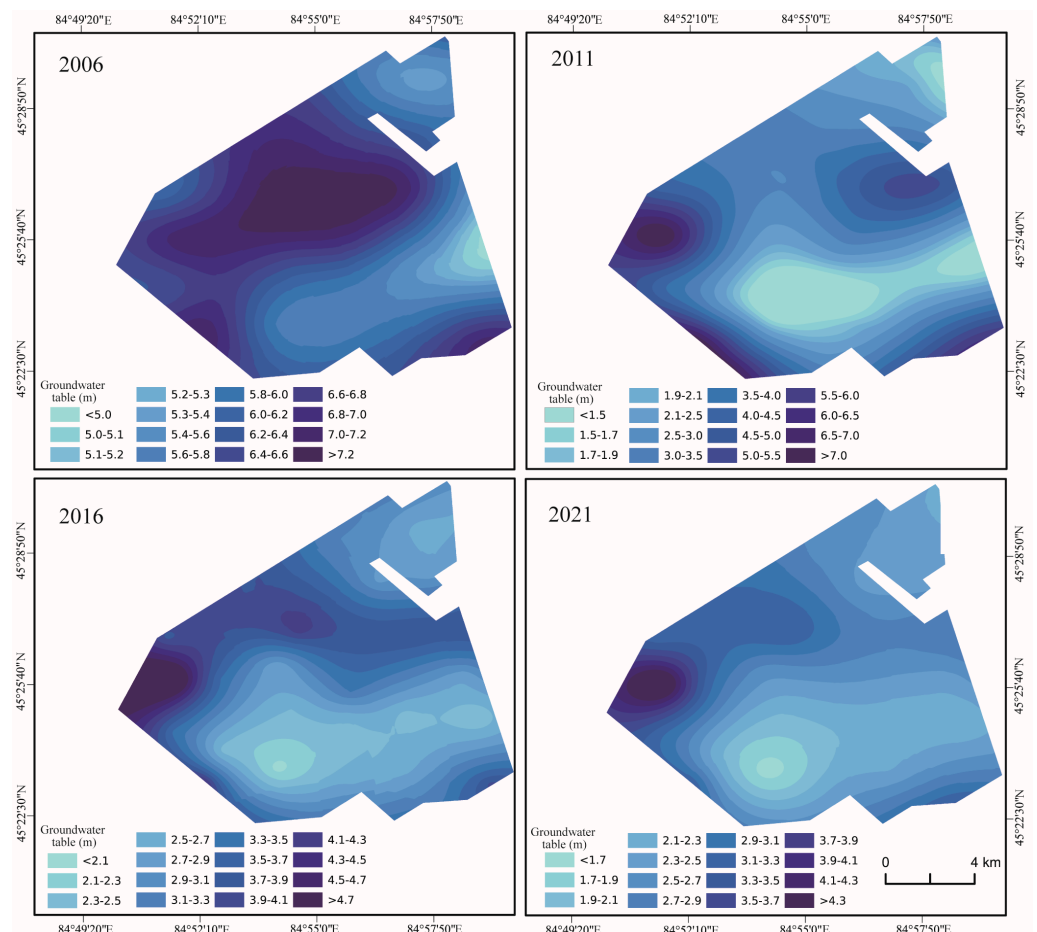 84°49'20"E 84°52'10"E 84°55'0"E 84°57'50"E 84°49'20"E 84°52'10"E 84°55'0"E 84°57'50"E
2006
2011
45°28'50"N
45°25'40"N
45°22'30"N
45°28'50"N
45°25'40"N
45°22'30"N
Groundwater
table (m)
<5.0
5.0-5.1
5.1-5.2
5.2-5.3
5.3-5.4
5.4-5.6
5.6-5.8
5.8-6.0
6.0-6.2
6.2-6.4
6.4-6.6
6.6-6.8
6.8-7.0
7.0-7.2
>7.2
Groundwater
table (m)
<1.5
1.5-1.7
1.7-1.9
1.9-2.1
2.1-2.5
2.5-3.0
3.0-3.5
3.5-4.0
4.0-4.5
4.5-5.0
5.0-5.5
5.5-6.0
6.0-6.5
6.5-7.0
>7.0
2016
2021
45°28'50"N
45°25'40"N
45°22'30"N
45°28'50"N
45°25'40"N
45°22'30"N
Groundwater
table (m)
<2.1
2.1-2.3
2.3-2.5
2.5-2.7
2.7-2.9
2.9-3.1
3.1-3.3
3.3-3.5
3.5-3.7
3.7-3.9
3.9-4.1
4.1-4.3
4.3-4.5
4.5-4.7
>4.7
Groundwater
table (m)
<1.7
1.7-1.9
1.9-2.1
2.1-2.3
2.3-2.5
2.5-2.7
2.7-2.9
2.9-3.1
3.1-3.3
3.3-3.5
3.5-3.7
3.7-3.9
3.9-4.1
4.1-4.3
>4.3
0 4 km
84°49'20"E 84°52'10"E 84°55'0"E 84°57'50"E 84°49'20"E 84°52'10"E 84°55'0"E 84°57'50"E